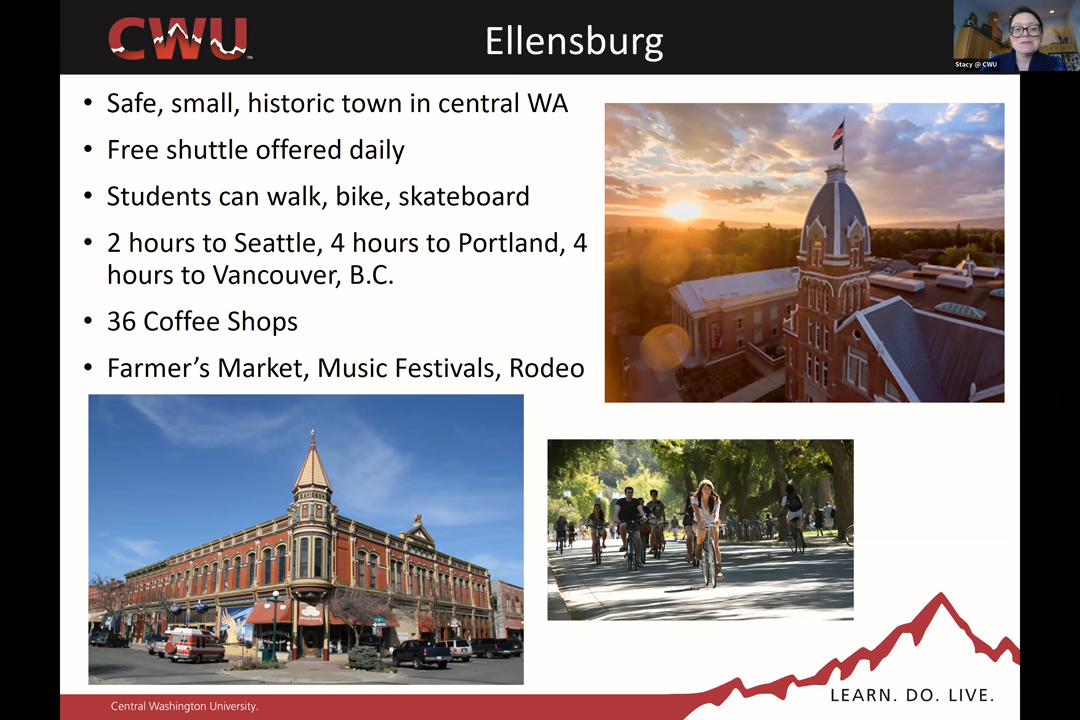 CWU
TM
Ellensburg
Stacy @ CWU
• Safe, small, historic town in central WA
• Free shuttle offered daily
• Students can walk, bike, skateboard
• 2 hours to Seattle, 4 hours to Portland, 4
hours to Vancouver, B.C.
• 36 Coffee Shops
• Farmer’s Market, Music Festivals, Rodeo
LEARN. DO. LIVE.
Central Washington University.